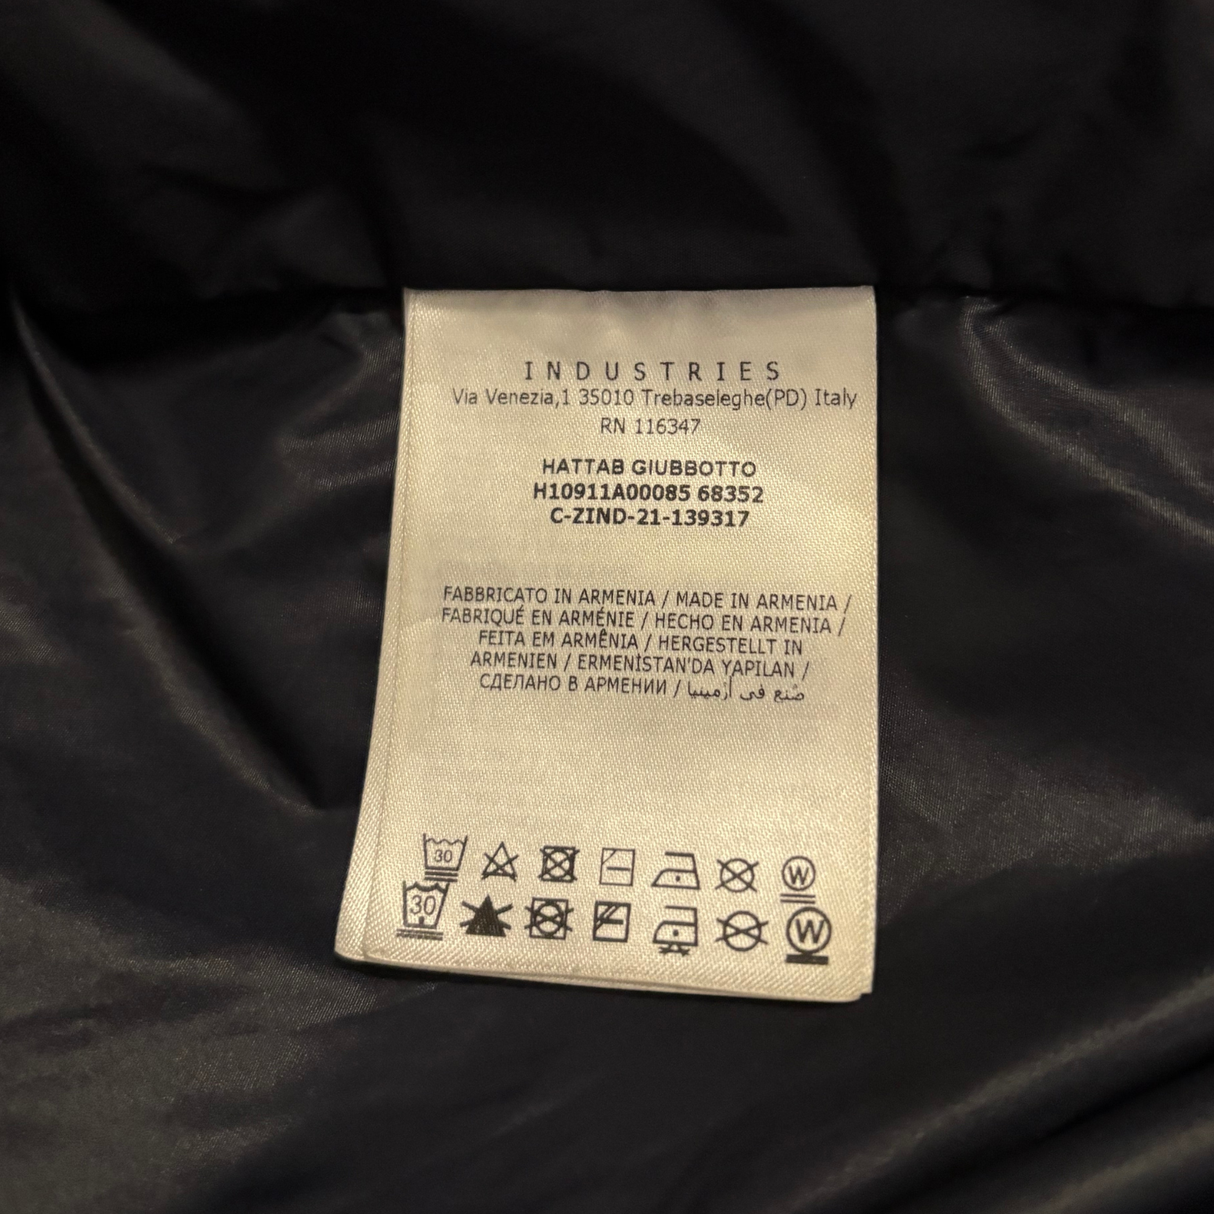 INDUSTRIES
Via Venezia,1 35010 Trebaseleghe(PD) Italy
RN 116347
HATTAB GIUBBOTTO
H10911A00085 68352
C-ZIND-21-139317
FABBRICATO IN ARMENIA / MADE IN ARMENIA /
FABRIQUÉ EN ARMÉNIE / HECHO EN ARMENIA /
FEITA EM ARMÊNIA / HERGESTELLT IN
ARMENIEN / ERMENİSTAN'DA YAPILAN /
СДЕЛАНО В АРМЕНИИ / صُنع في أرمينيا
30 W
30 W